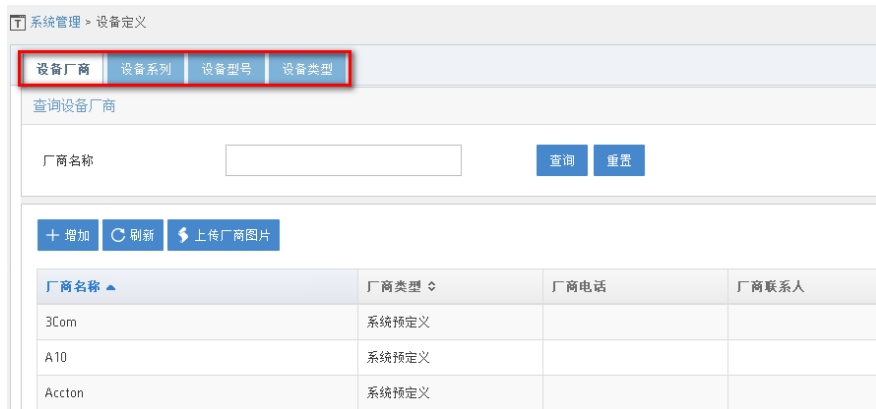 系统管理 > 设备定义
设备厂商 设备系列 设备型号 设备类型
查询设备厂商
厂商名称 查询 重置
增加 刷新 上传厂商图片
厂商名称 厂商类型 厂商电话 厂商联系人
3Com 系统预定义
A10 系统预定义
Accton 系统预定义